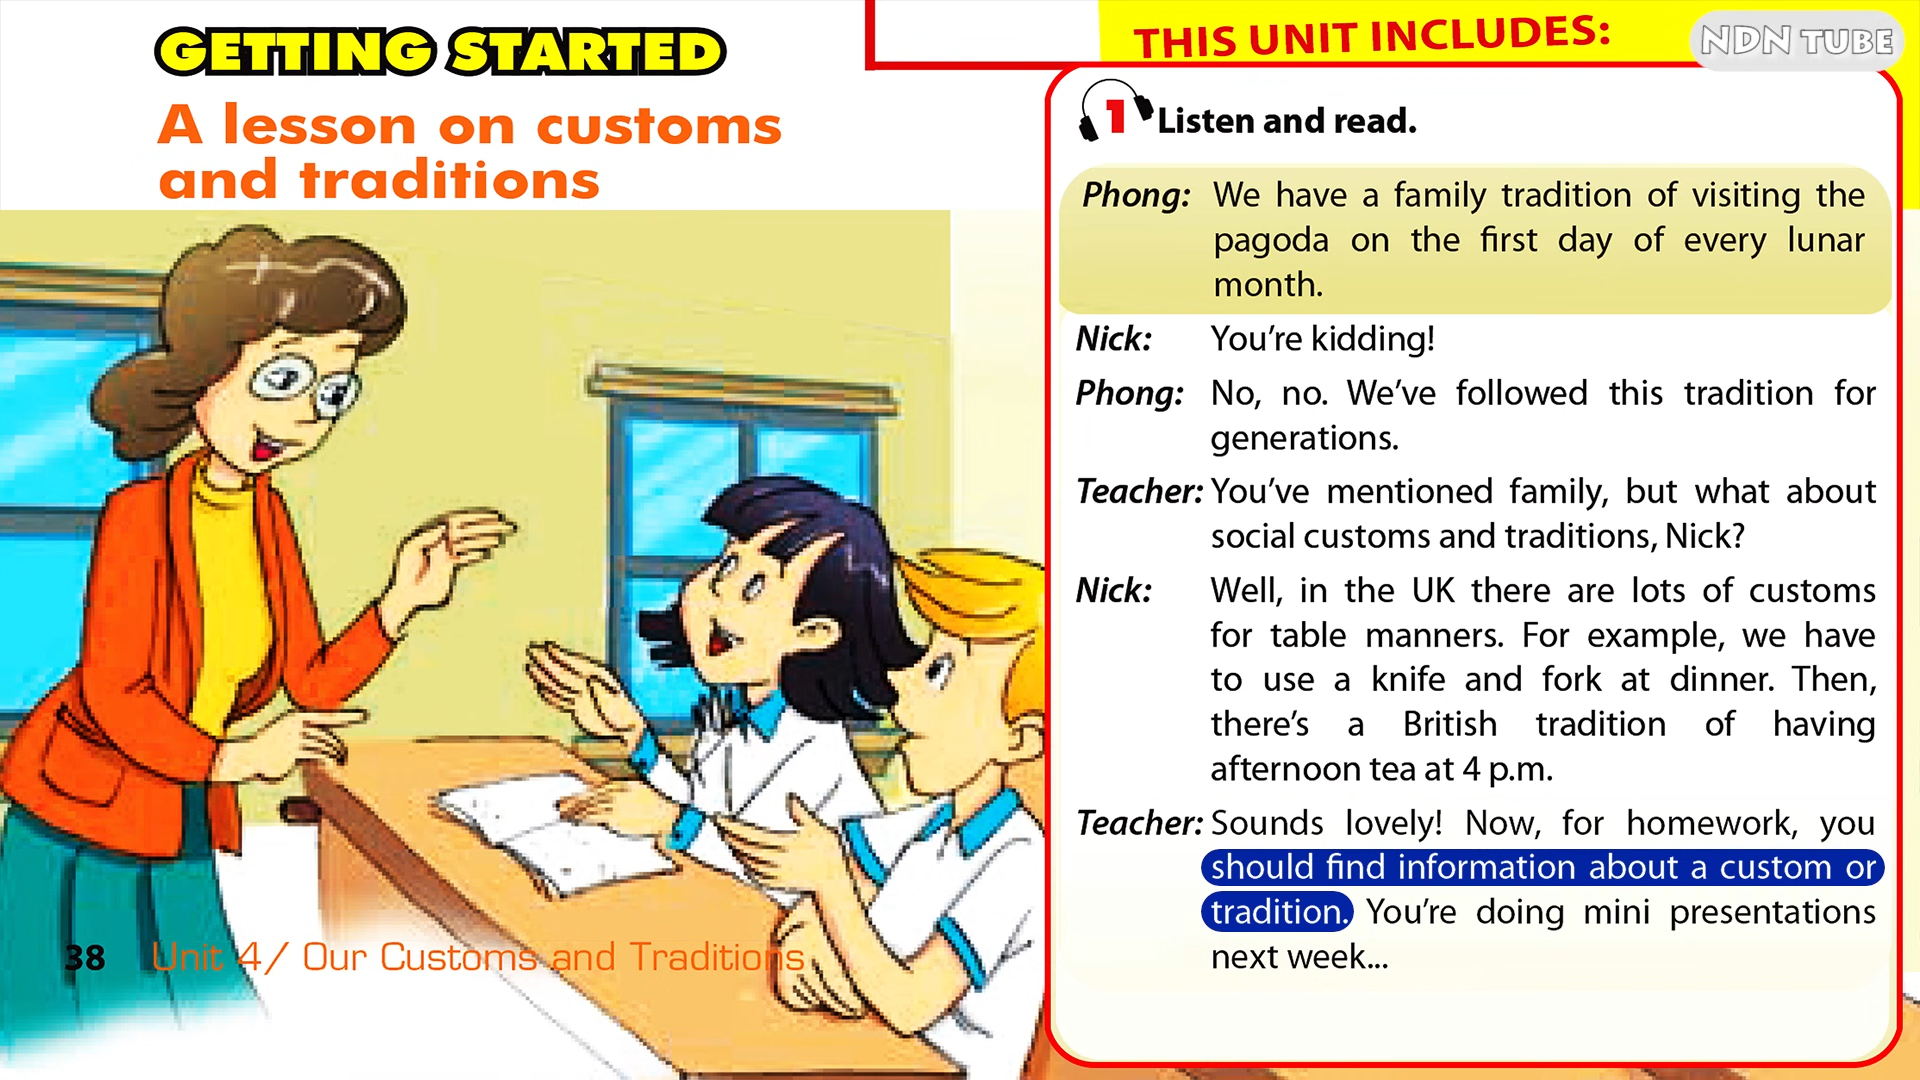 GETTING STARTED
A lesson on customs
and traditions
THIS UNIT INCLUDES:
NDN TUBE
1 Listen and read.
Phong: We have a family tradition of visiting the
pagoda on the first day of every lunar
month.
Nick: You're kidding!
Phong: No, no. We've followed this tradition for
generations.
Teacher: You've mentioned family, but what about
social customs and traditions, Nick?
Nick: Well, in the UK there are lots of customs
for table manners. For example, we have
to use a knife and fork at dinner. Then,
there's a British tradition of having
afternoon tea at 4 p.m.
Teacher: Sounds lovely! Now, for homework, you
should find information about a custom or
tradition. You're doing mini presentations
next week...
38 Unit 4/ Our Customs and Traditions